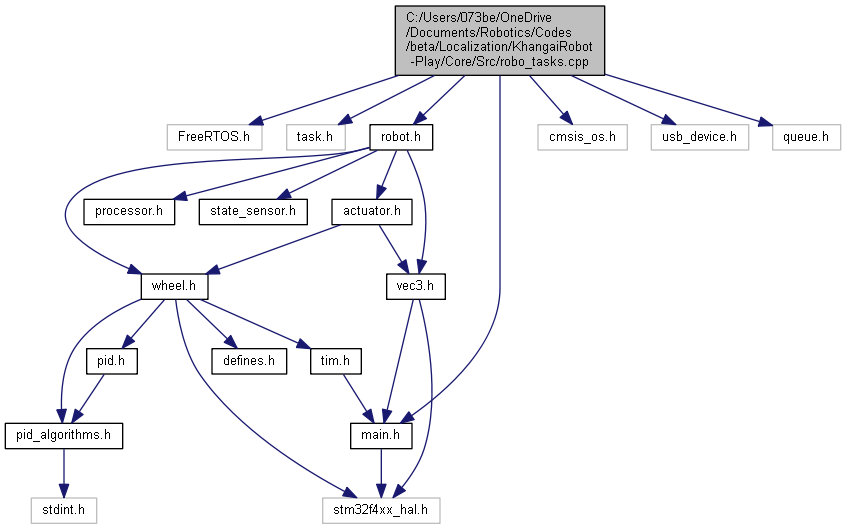 C:/Users/073be/OneDrive
/Documents/Robotics/Codes
/beta/Localization/KhangaiRobot
-Play/Core/Src/robo_tasks.cpp
FreeRTOS.h
task.h
robot.h
cmsis_os.h
usb_device.h
queue.h
processor.h
state_sensor.h
actuator.h
wheel.h
vec3.h
pid.h
defines.h
tim.h
pid_algorithms.h
main.h
stdint.h
stm32f4xx_hal.h